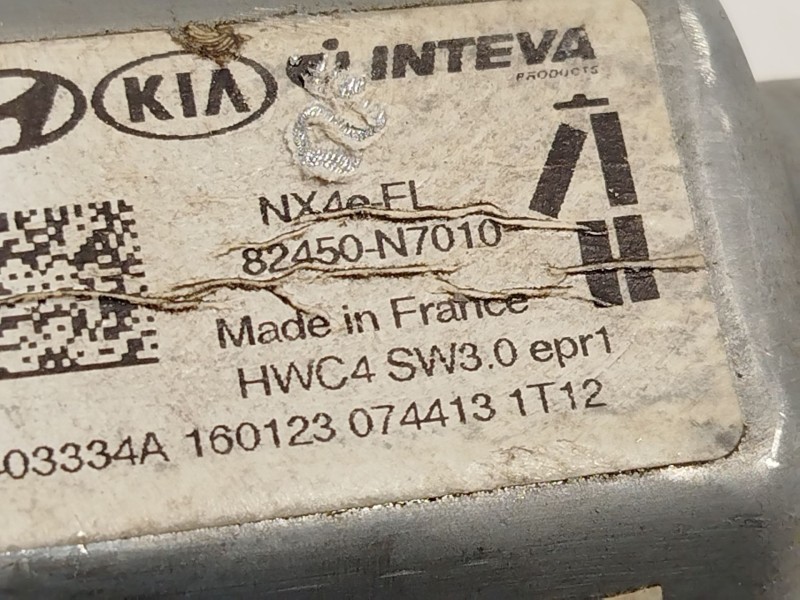 KIA INTEVA
PRODUCTS
NX4e-FL
82450-N7010
Made in France
HWC4 SW3.0 epr1
03334A 160123 074413 1T12